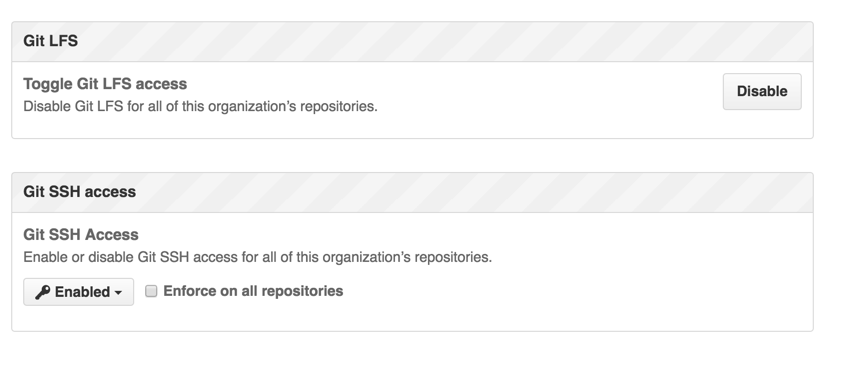 Git LFS
Toggle Git LFS access
Disable Git LFS for all of this organization’s repositories.
Disable
Git SSH access
Git SSH Access
Enable or disable Git SSH access for all of this organization’s repositories.
Enabled
Enforce on all repositories